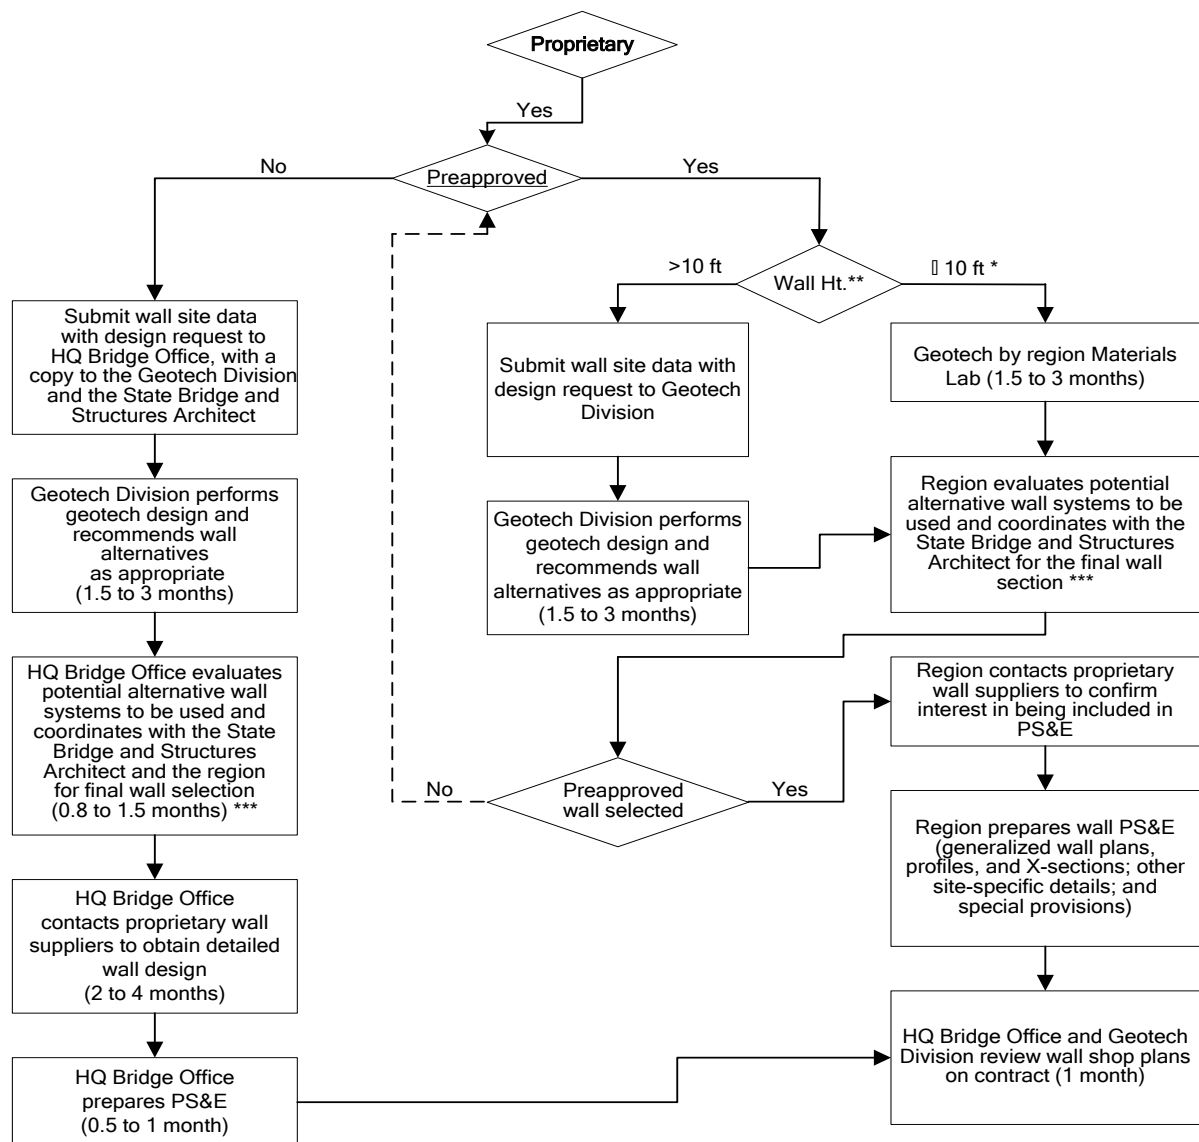 Proprietary
Yes
No
Preapproved
Yes
>10 ft
Wall Ht.**
▯ 10 ft *
Submit wall site data
with design request to
HQ Bridge Office, with a
copy to the Geotech Division
and the State Bridge and
Structures Architect
Submit wall site data with
design request to Geotech
Division
Geotech by region Materials
Lab (1.5 to 3 months)
Geotech Division performs
geotech design and
recommends wall
alternatives
as appropriate
(1.5 to 3 months)
Geotech Division performs
geotech design and
recommends wall
alternatives as appropriate
(1.5 to 3 months)
Region evaluates potential
alternative wall systems to be
used and coordinates with the
State Bridge and Structures
Architect for the final wall
section ***
HQ Bridge Office evaluates
potential alternative wall
systems to be used and
coordinates with the State
Bridge and Structures
Architect and the region
for final wall selection
(0.8 to 1.5 months) ***
No
Preapproved
wall selected
Yes
Region contacts proprietary
wall suppliers to confirm
interest in being included in
PS&E
Region prepares wall PS&E
(generalized wall plans,
profiles, and X-sections; other
site-specific details; and
special provisions)
HQ Bridge Office
contacts proprietary wall
suppliers to obtain detailed
wall design
(2 to 4 months)
HQ Bridge Office
prepares PS&E
(0.5 to 1 month)
HQ Bridge Office and Geotech
Division review wall shop plans
on contract (1 month)